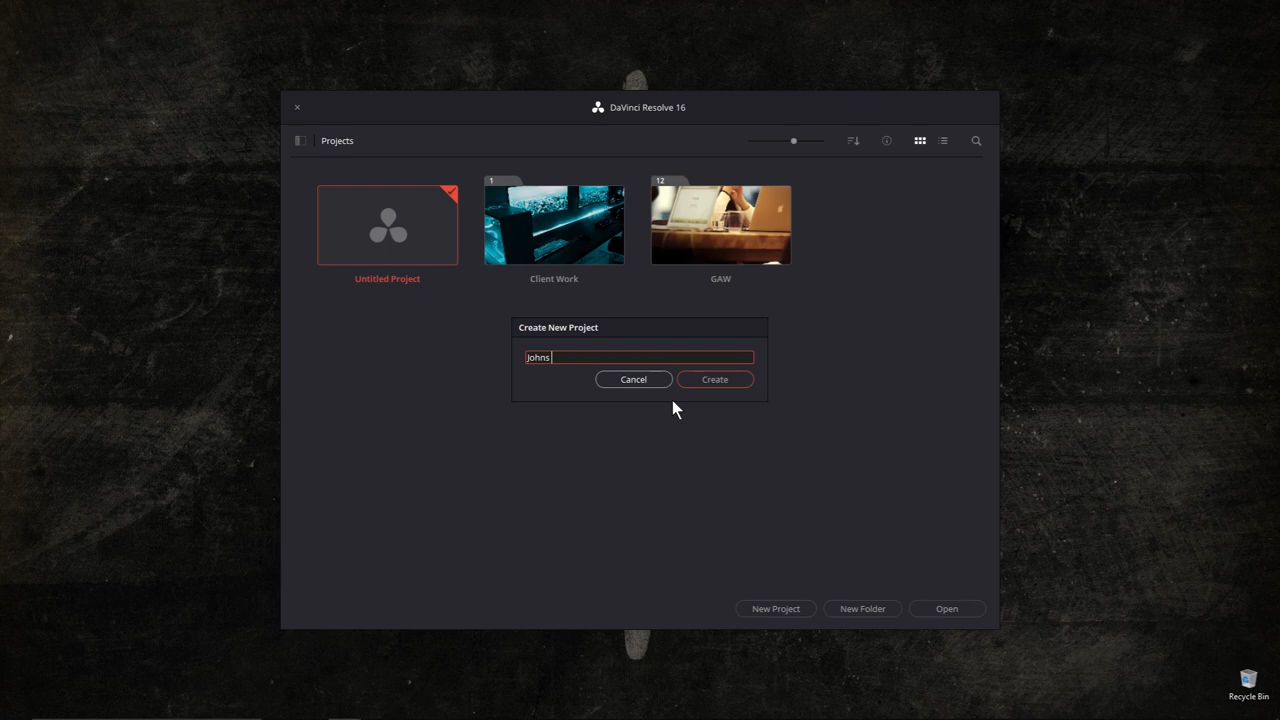 DaVinci Resolve 16
Projects
1
12
Untitled Project
Client Work
GAW
Create New Project
Johns
Cancel
Create
New Project
New Folder
Open
Recycle Bin